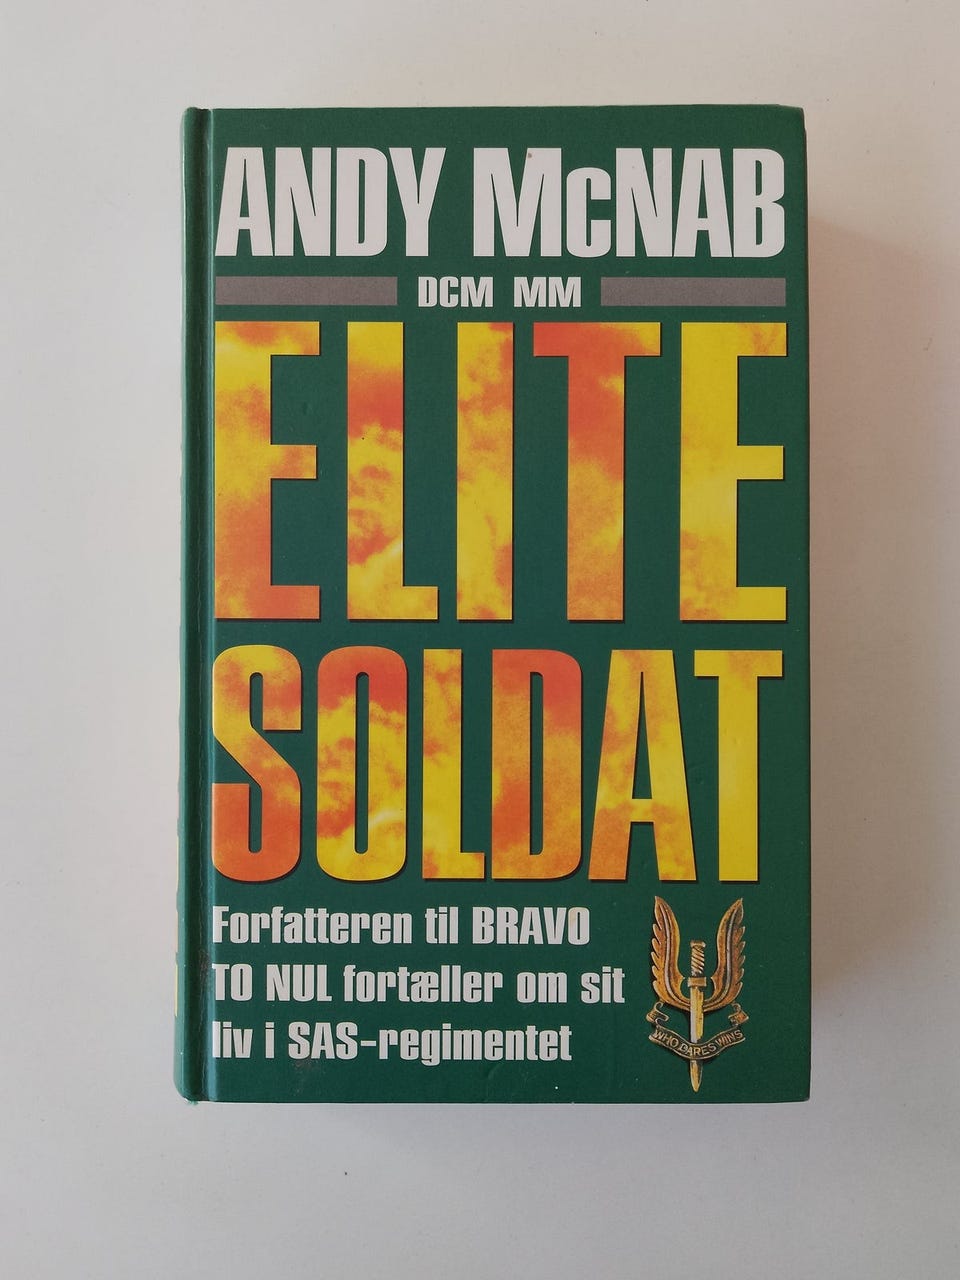 ANDY McNAB
DCM MM
ELITE
SOLDAT
Forfatteren til BRAVO
TO NUL fortæller om sit
liv i SAS-regimentet
WHO DARES WINS